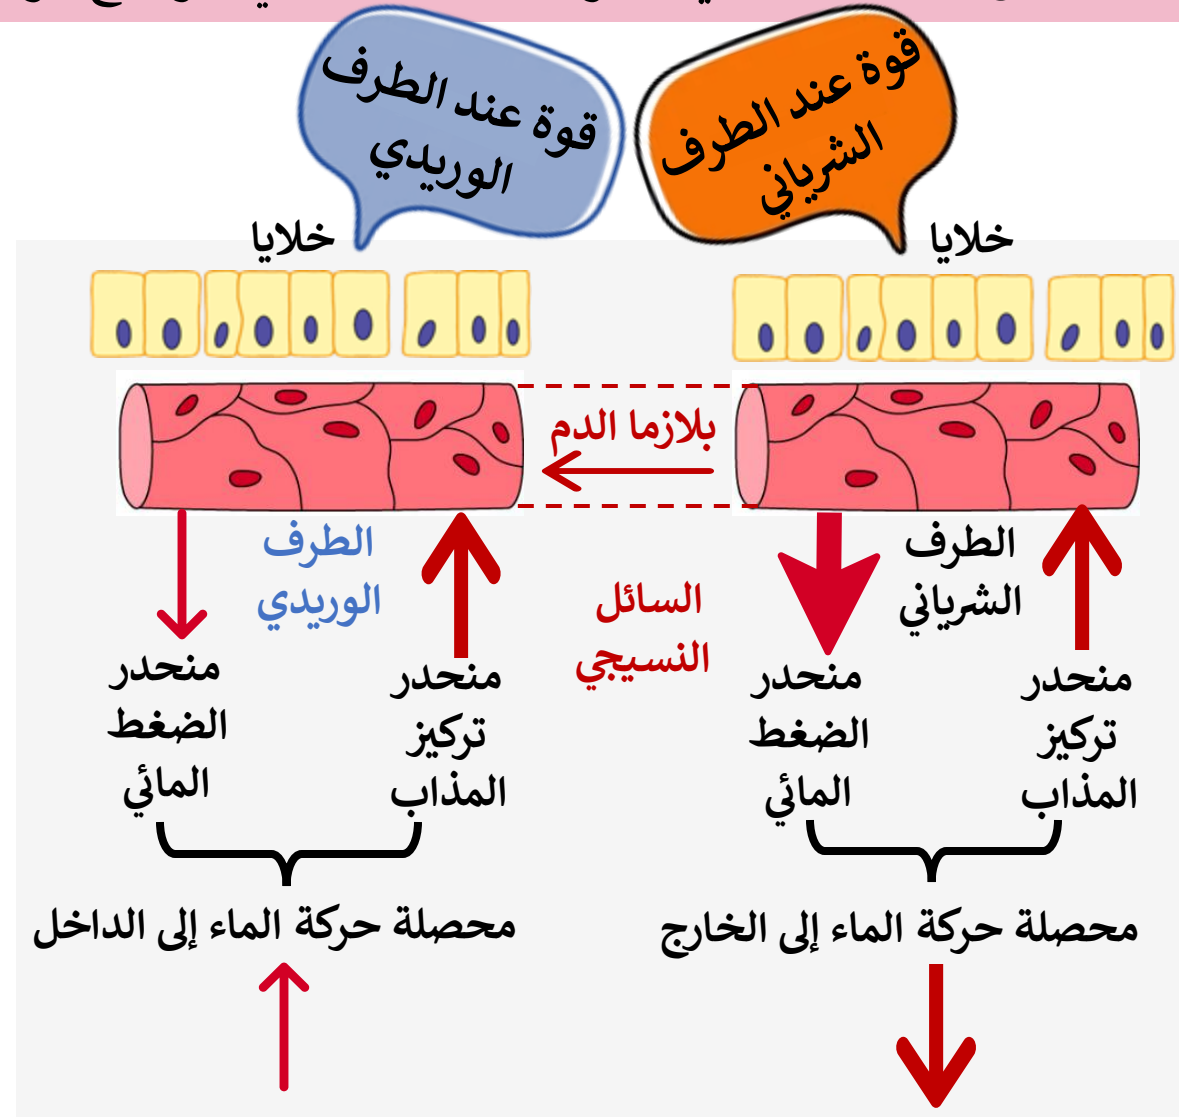 قوة عند الطرف
الشرياني
قوة عند الطرف
الوريدي
خلايا
خلايا
بلازما الدم
الطرف
الشرياني
السائل
النسيجي
الطرف
الوريدي
منحدر
تركيز
المذاب
منحدر
الضغط
المائي
منحدر
تركيز
المذاب
منحدر
الضغط
المائي
محصلة حركة الماء إلى الخارج
محصلة حركة الماء إلى الداخل